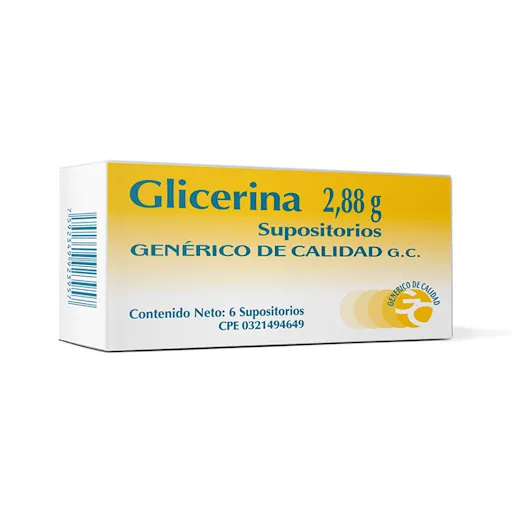 Glicerina 2,88 g
Supositorios
GENÉRICO DE CALIDAD G.C.
Contenido Neto: 6 Supositorios
CPE 0321494649
GENÉRICO DE CALIDAD
GC